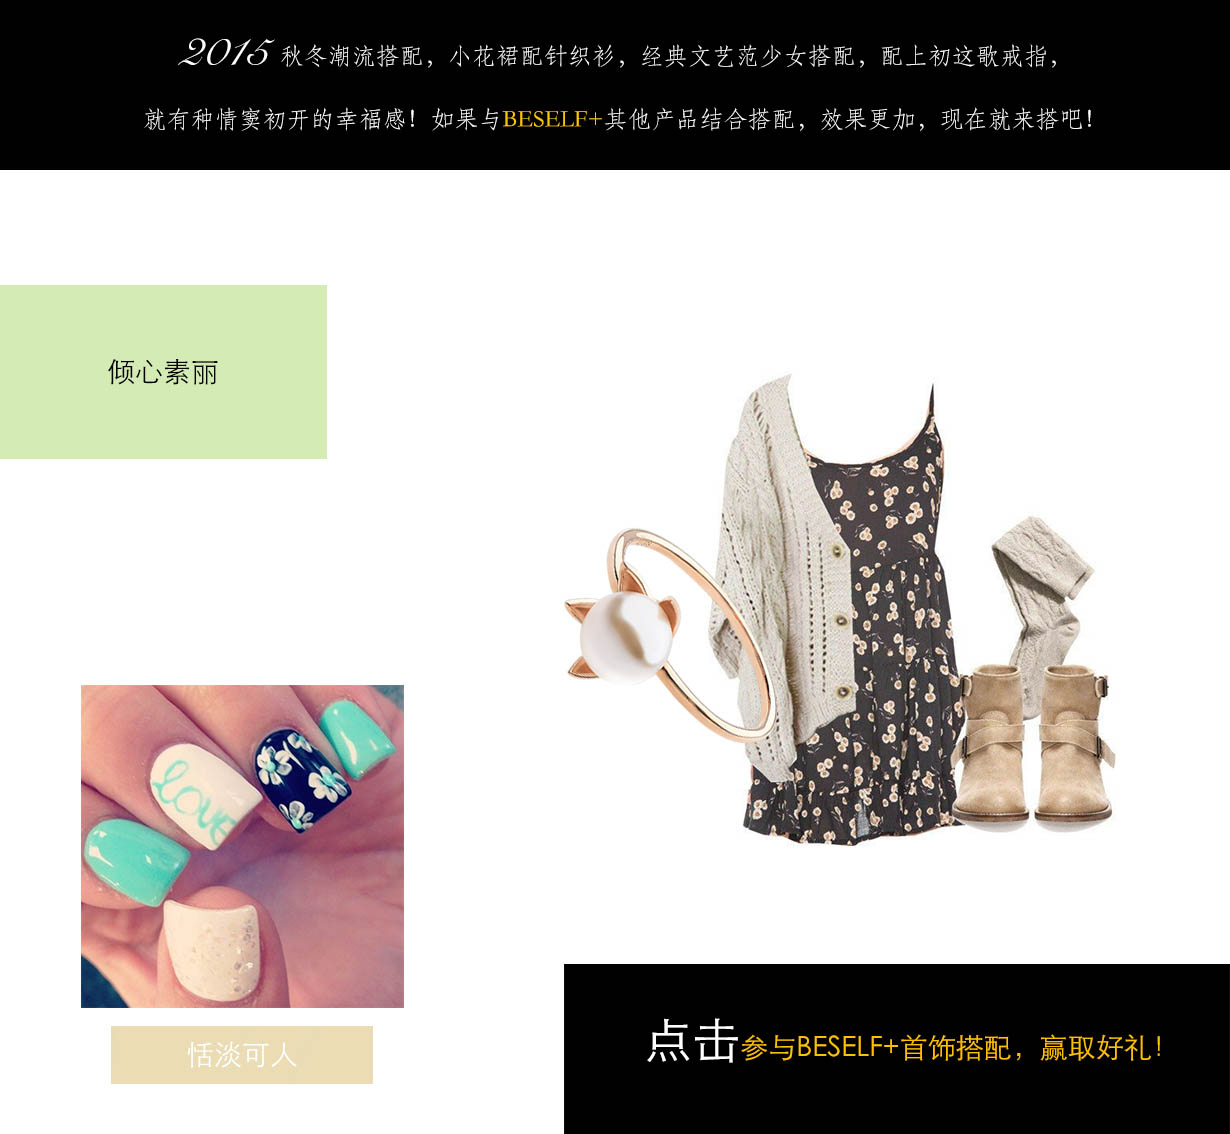 2015 秋冬潮流搭配，小花裙配针织衫，经典文艺范少女搭配，配上初这歌戒指，
就有种情窦初开的幸福感！如果与BESELF+其他产品结合搭配，效果更加，现在就来搭吧！
倾心素丽
LOVE
恬淡可人
点击参与BESELF+首饰搭配，赢取好礼！